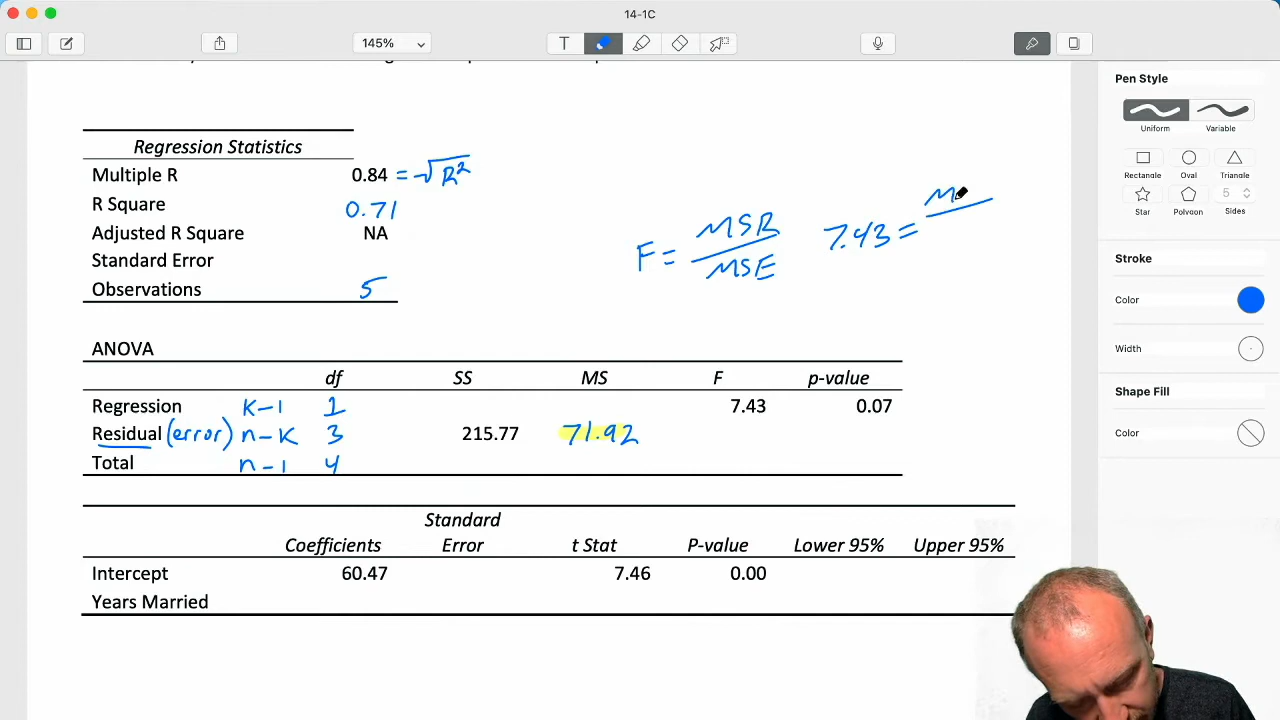 14-1C
145%
T
Pen Style
Uniform Variable
Rectangle Oval Triangle
Star Polygon 5 Sides
Stroke
Color
Width
Shape Fill
Color
Regression Statistics
Multiple R 0.84 = √R²
R Square 0.71
Adjusted R Square NA
Standard Error
Observations 5
F = MSR / MSE 7.43 = M
ANOVA
df SS MS F p-value
Regression K-1 1 7.43 0.07
Residual (error) n-K 3 215.77 71.92
Total n-1 4
Standard
Coefficients Error t Stat P-value Lower 95% Upper 95%
Intercept 60.47 7.46 0.00
Years Married